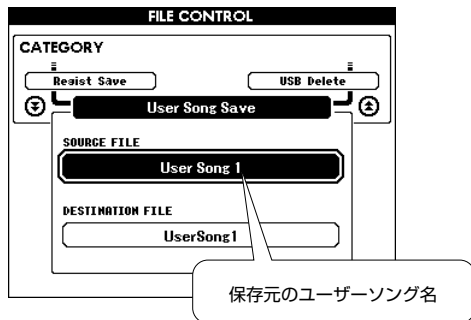 FILE CONTROL
CATEGORY
Regist Save
USB Delete
User Song Save
SOURCE FILE
User Song 1
DESTINATION FILE
UserSong1
保存元のユーザーソング名